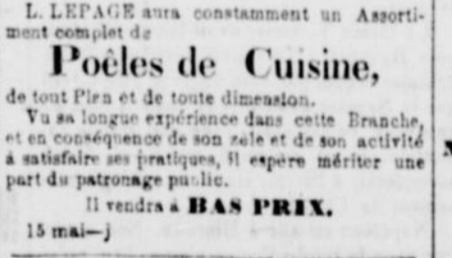 L. LEPAGE aura constamment un Assorti-
ment complet de
Poêles de Cuisine,
de tout Plan et de toute dimension.
Vu sa longue expérience dans cette Branche,
et en conséquence de son zèle et de son activité
à satisfaire ses pratiques, il espère mériter une
part du patronage public.
Il vendra à BAS PRIX.
15 mai—j